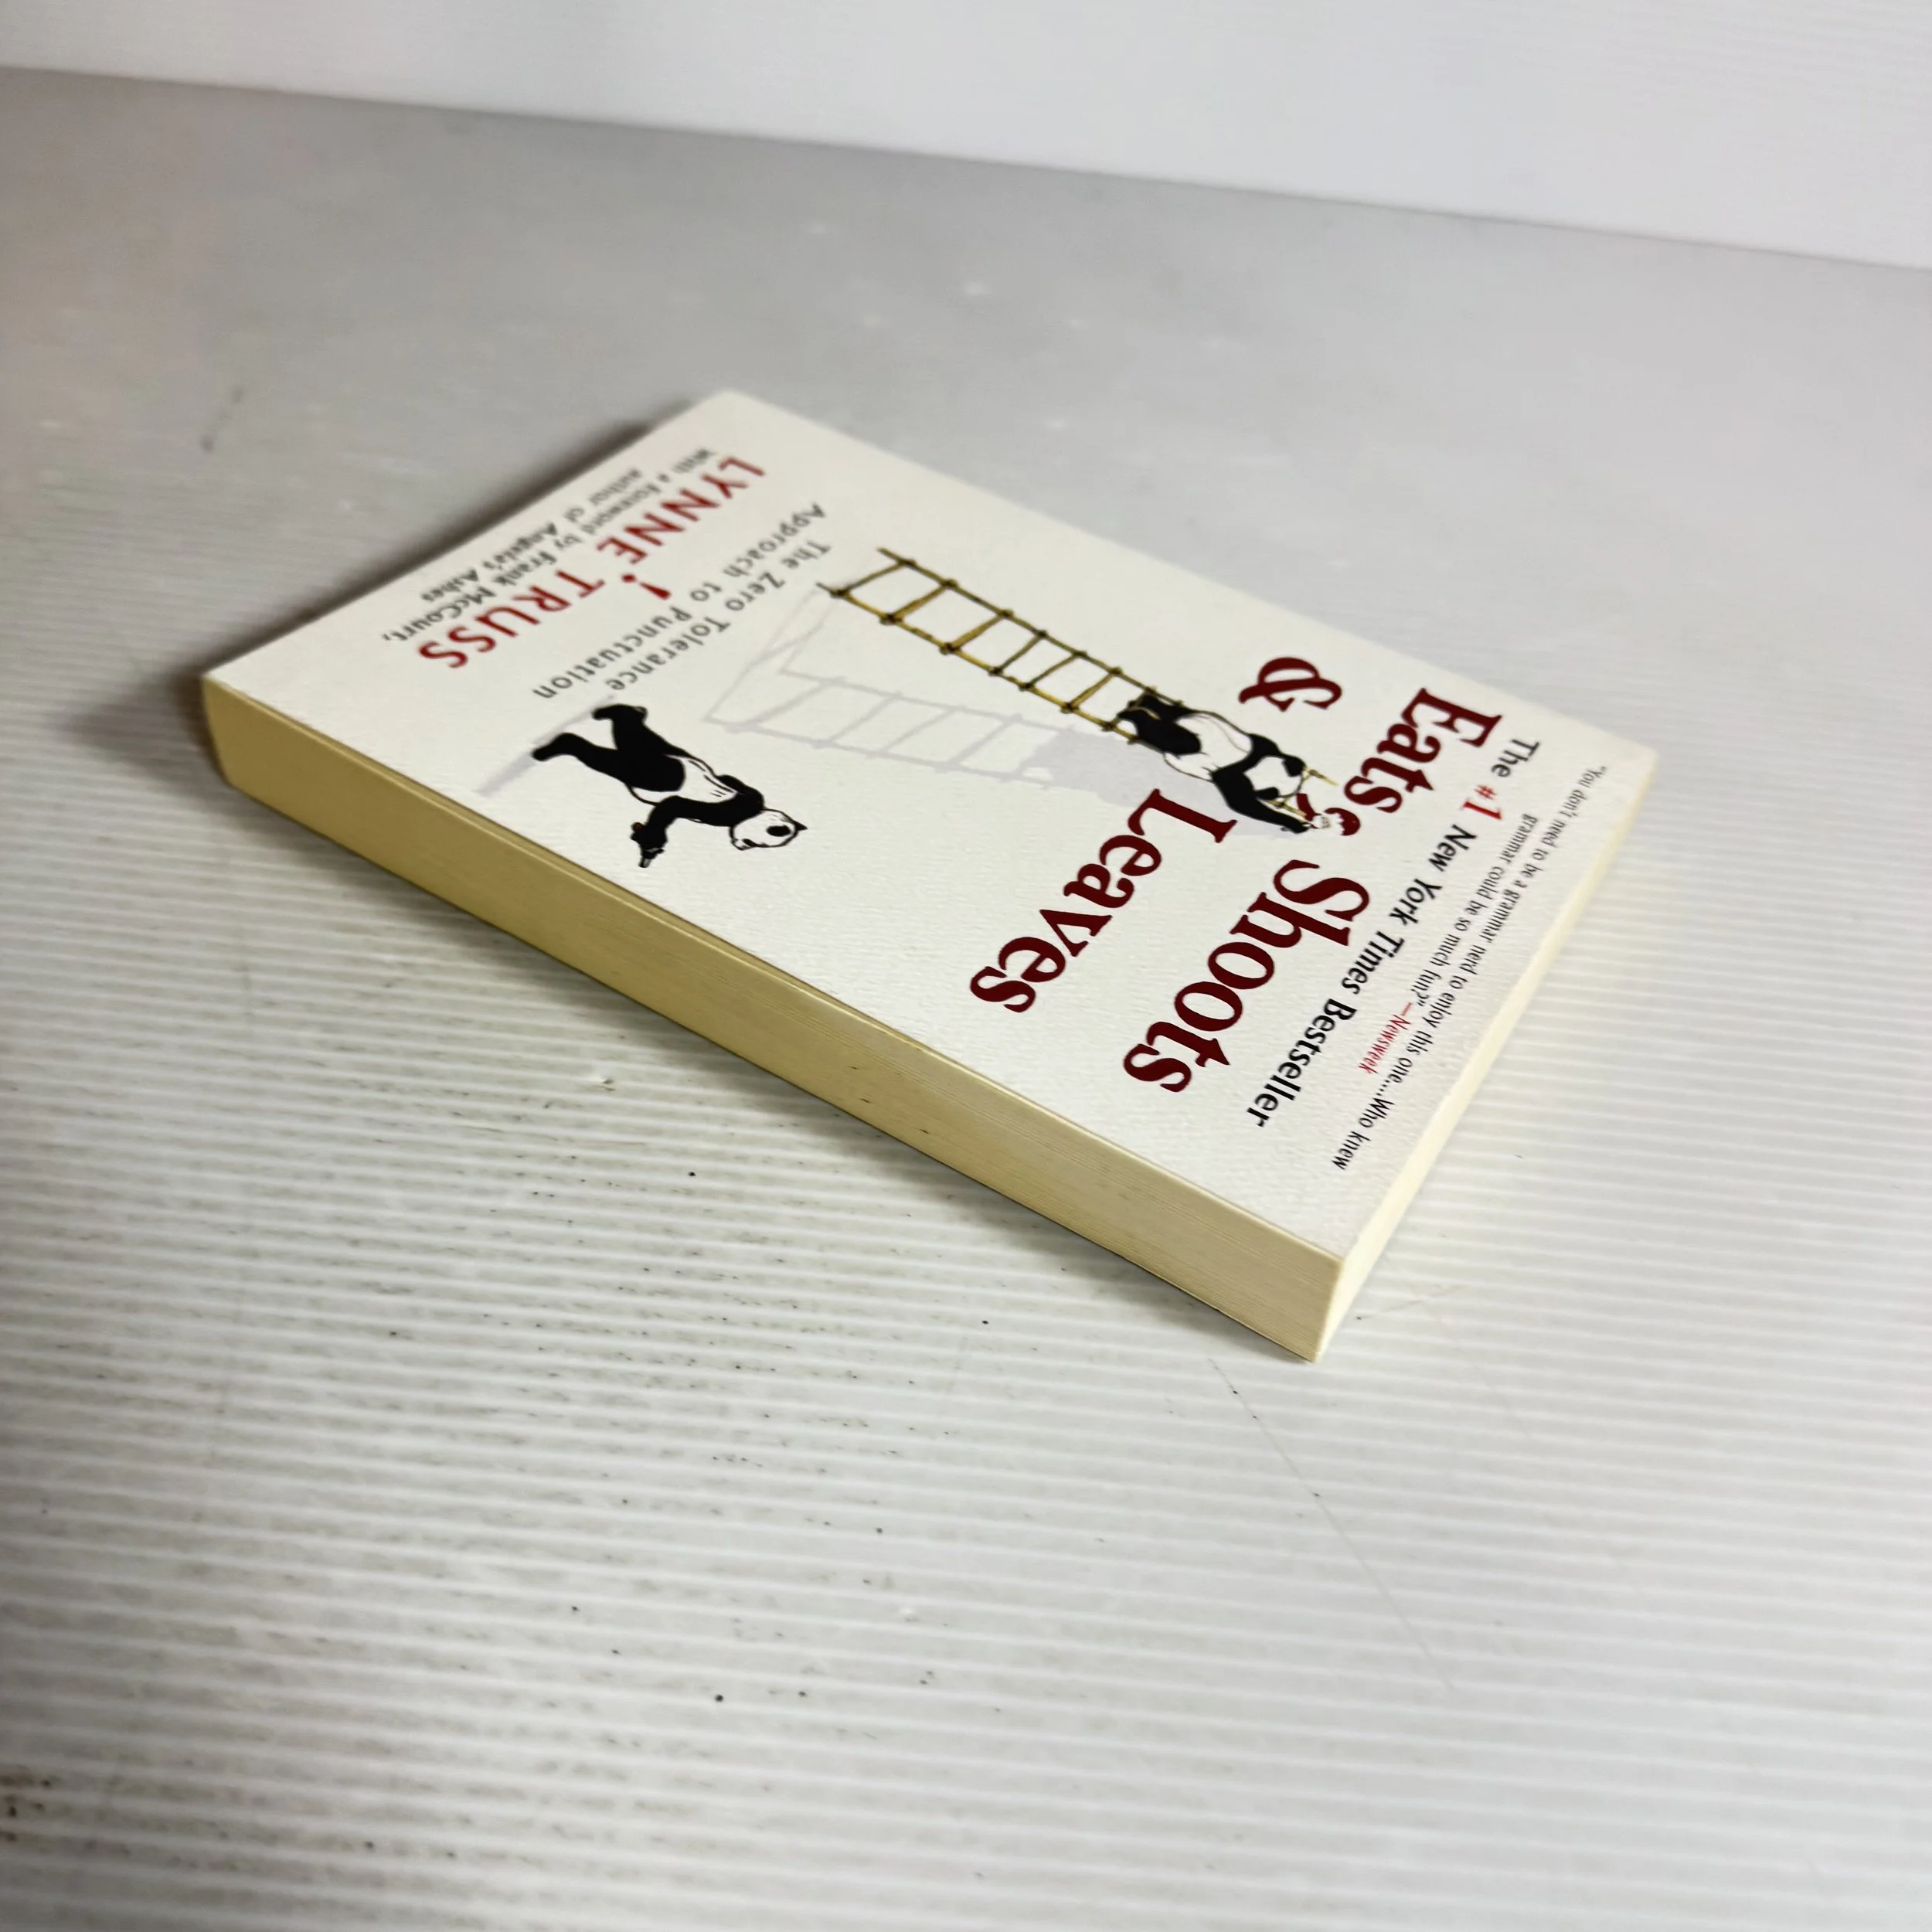 "You don't need to be a grammar nerd to enjoy this one...Who knew
grammar could be so much fun?" —Newsweek
The #1 New York Times Bestseller
Eats, Shoots
& Leaves
The Zero Tolerance
Approach to Punctuation
!
LYNNE TRUSS
With a foreword by Frank McCourt,
author of Angela's Ashes